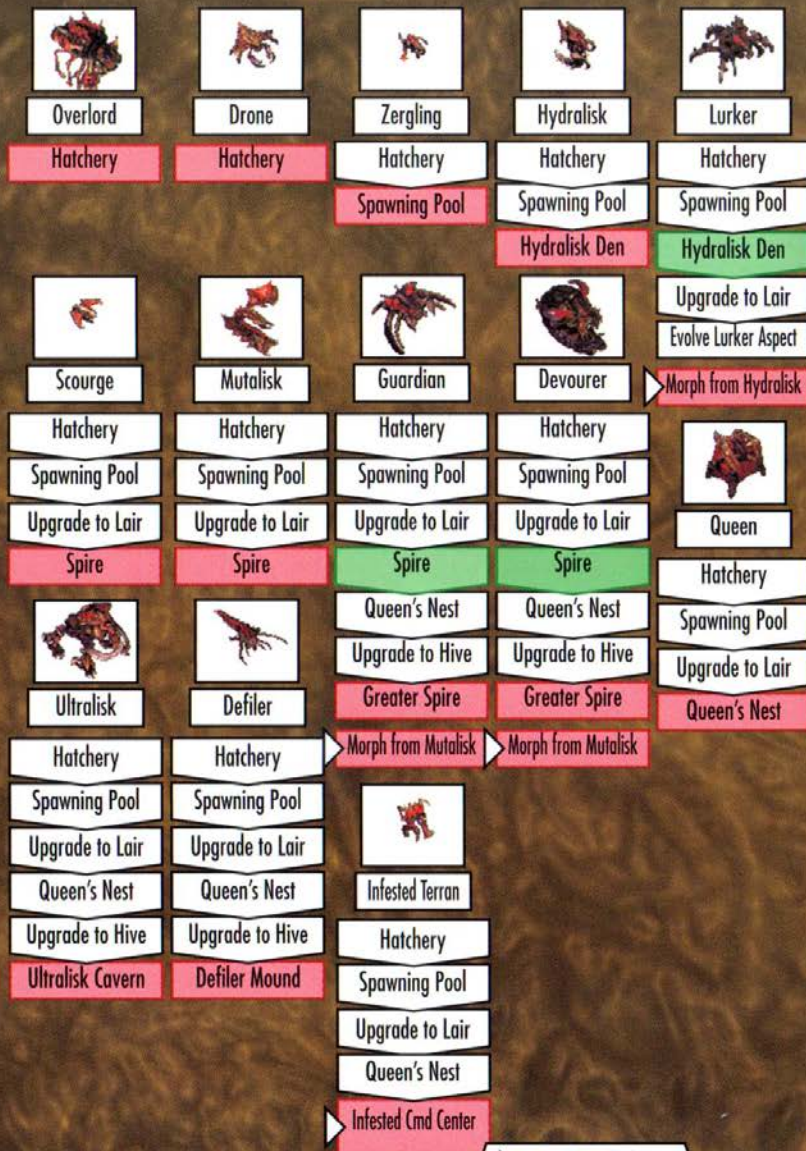 Overlord
Hatchery
Drone
Hatchery
Zergling
Hatchery
Spawning Pool
Hydralisk
Hatchery
Spawning Pool
Hydralisk Den
Lurker
Hatchery
Spawning Pool
Hydralisk Den
Upgrade to Lair
Evolve Lurker Aspect
Morph from Hydralisk
Scourge
Hatchery
Spawning Pool
Upgrade to Lair
Spire
Mutalisk
Hatchery
Spawning Pool
Upgrade to Lair
Spire
Guardian
Hatchery
Spawning Pool
Upgrade to Lair
Spire
Queen's Nest
Upgrade to Hive
Greater Spire
Morph from Mutalisk
Devourer
Hatchery
Spawning Pool
Upgrade to Lair
Spire
Queen's Nest
Upgrade to Hive
Greater Spire
Morph from Mutalisk
Queen
Hatchery
Spawning Pool
Upgrade to Lair
Queen's Nest
Ultralisk
Hatchery
Spawning Pool
Upgrade to Lair
Queen's Nest
Upgrade to Hive
Ultralisk Cavern
Defiler
Hatchery
Spawning Pool
Upgrade to Lair
Queen's Nest
Upgrade to Hive
Defiler Mound
Infested Terran
Hatchery
Spawning Pool
Upgrade to Lair
Queen's Nest
Infested Cmd Center